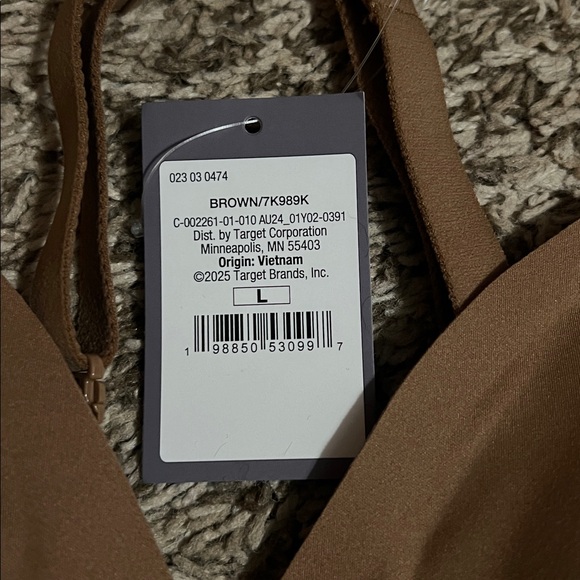 023 03 0474
BROWN/7K989K
C-002261-01-010 AU24_01Y02-0391
Dist. by Target Corporation
Minneapolis, MN 55403
Origin: Vietnam
©2025 Target Brands, Inc.
L
1 98850 53099 7